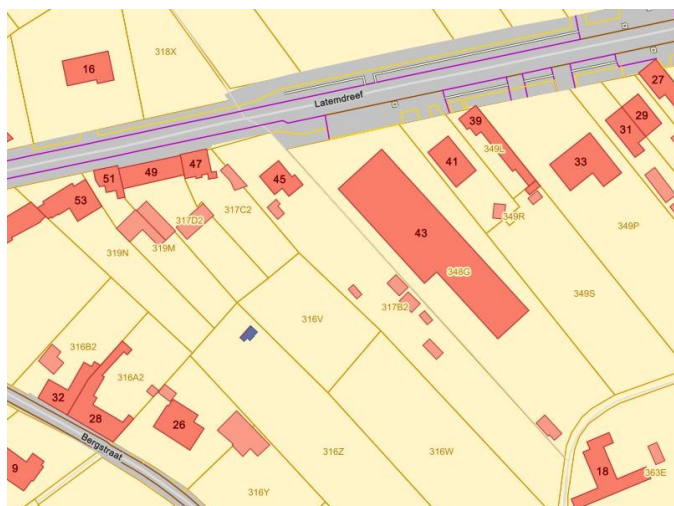 318X
16
Latemdreef
27
39
29
31
41
349L
33
47
49
51
45
53
317C2
317D2
349R
349P
43
319N
319M
348G
349S
317B2
316V
316B2
316A2
32
28
26
Bergstraat
316Z
316W
9
18
363E
316Y